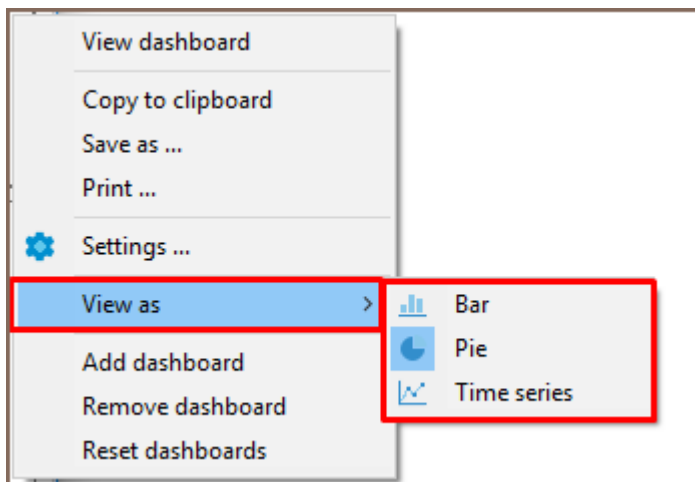 View dashboard
Copy to clipboard
Save as ...
Print ...
Settings ...
View as
Bar
Pie
Time series
Add dashboard
Remove dashboard
Reset dashboards